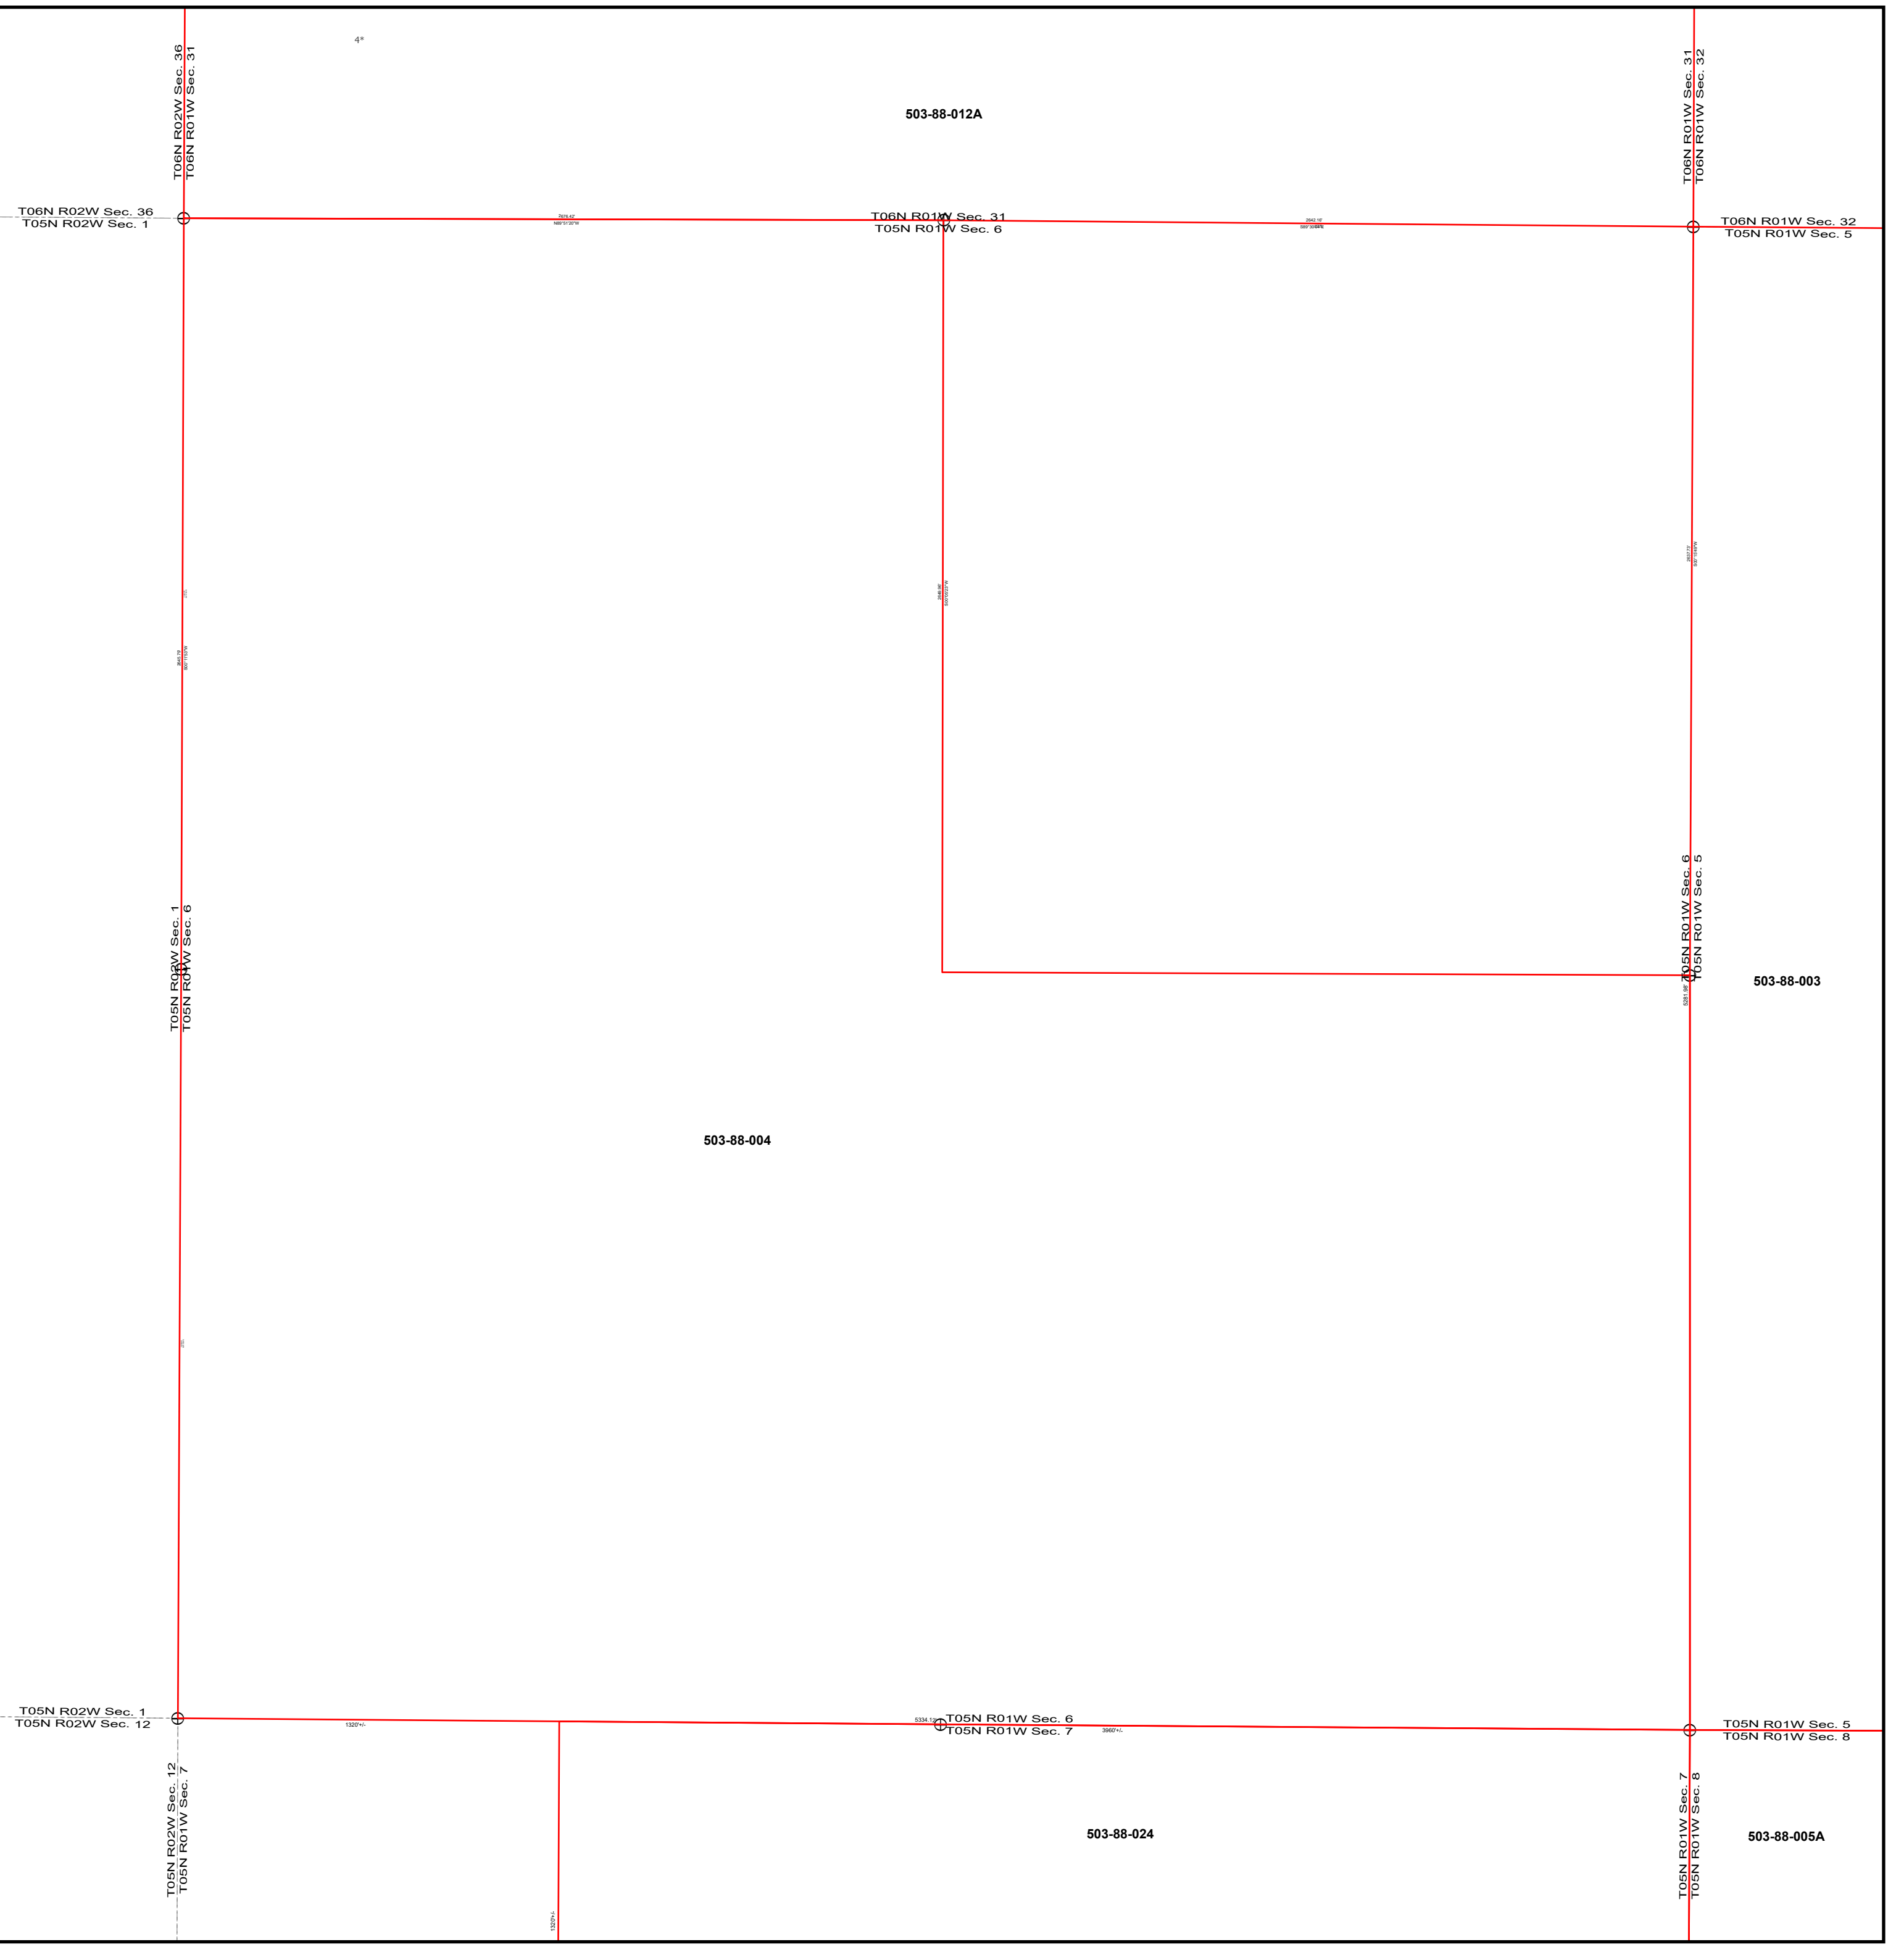 4*
T06N R02W Sec. 36
T06N R01W Sec. 31
T06N R01W Sec. 31
T06N R01W Sec. 32
503-88-012A
T06N R02W Sec. 36
T05N R02W Sec. 1
T06N R01W Sec. 31
T05N R01W Sec. 6
2642.16'
T06N R01W Sec. 32
T05N R01W Sec. 5
T05N R02W Sec. 1
T05N R01W Sec. 6
T05N R01W Sec. 6
T05N R01W Sec. 5
503-88-003
5281.98'
503-88-004
T05N R02W Sec. 1
T05N R02W Sec. 12
1320'+/-
5334.12'
T05N R01W Sec. 6
T05N R01W Sec. 7
3960'+/-
T05N R01W Sec. 5
T05N R01W Sec. 8
T05N R02W Sec. 12
T05N R01W Sec. 7
T05N R01W Sec. 7
T05N R01W Sec. 8
503-88-024
503-88-005A
1320'+/-